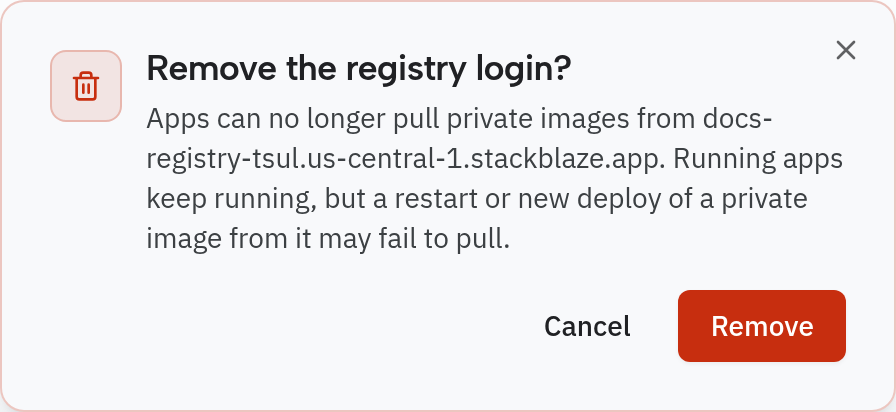 Remove the registry login?
Apps can no longer pull private images from docs-
registry-tsul.us-central-1.stackblaze.app. Running apps
keep running, but a restart or new deploy of a private
image from it may fail to pull.
Cancel
Remove